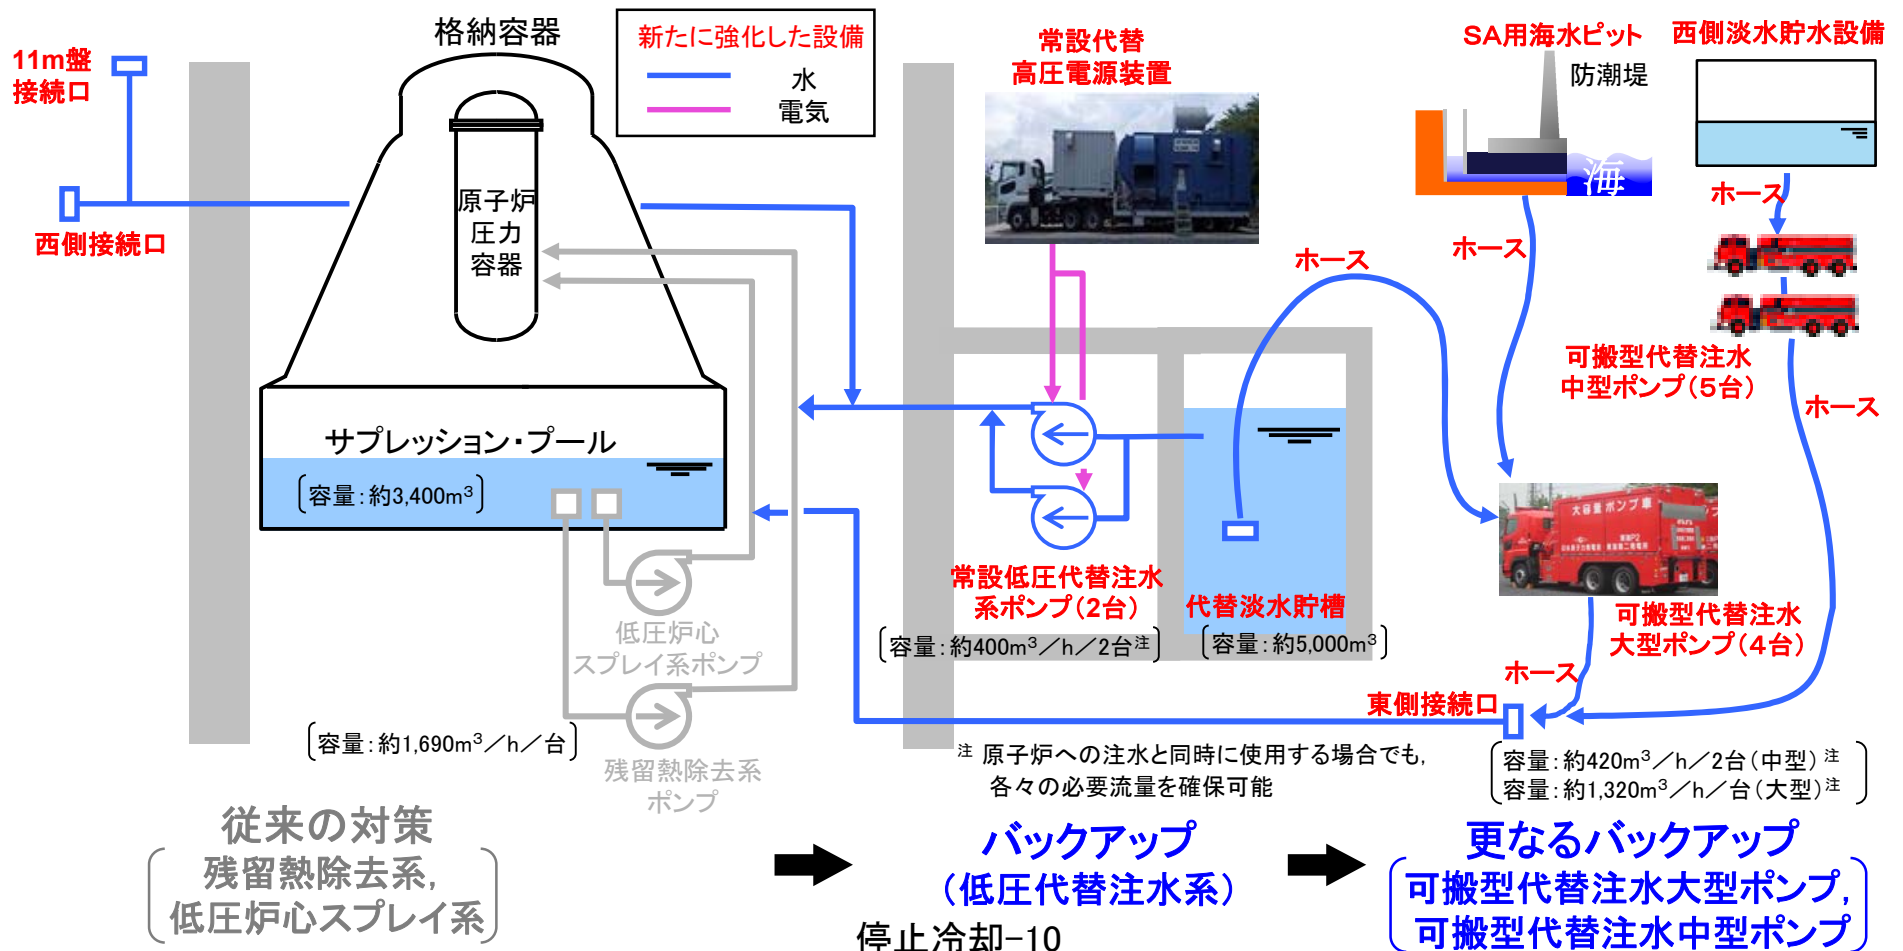 11m盤
接続口
西側接続口
格納容器
新たに強化した設備
水
電気
原子炉
圧力
容器
サプレッション・プール
容量：約3,400m³
低圧炉心
スプレイ系ポンプ
容量：約1,690m³／h／台
残留熱除去系
ポンプ
常設代替
高圧電源装置
常設低圧代替注水
系ポンプ（2台）
容量：約400m³／h／2台注
代替淡水貯槽
容量：約5,000m³
ホース
SA用海水ピット
防潮堤
海
ホース
西側淡水貯水設備
ホース
可搬型代替注水
中型ポンプ（5台）
ホース
大容量 ポンプ車
可搬型代替注水
大型ポンプ（4台）
ホース
東側接続口
容量：約420m³／h／2台（中型）注
容量：約1,320m³／h／台（大型）注
注 原子炉への注水と同時に使用する場合でも，
各々の必要流量を確保可能
従来の対策
残留熱除去系，
低圧炉心スプレイ系
バックアップ
（低圧代替注水系）
更なるバックアップ
可搬型代替注水大型ポンプ，
可搬型代替注水中型ポンプ
停止冷却−10